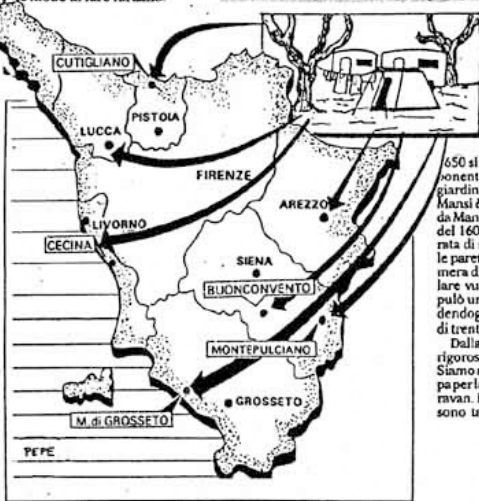 CUTIGLIANO
PISTOIA
LUCCA
FIRENZE
LIVORNO
AREZZO
CECINA
SIENA
BUONCONVENTO
MONTEPULCIANO
GROSSETO
M. di GROSSETO
PEPE
650 si
ponent
giardin
Mansi è
da Man
del 160
rata di
le paret
mera d
lare vu
pulò un
dendog
di trent
Dalla
rigoros
Siamo
pa per l
ravan.
sono ta